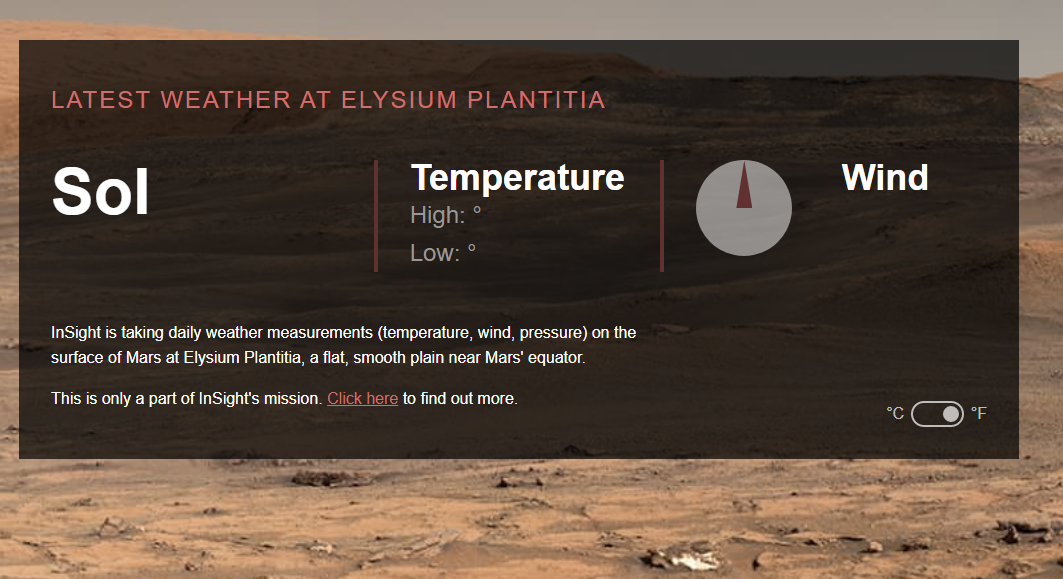 LATEST WEATHER AT ELYSIUM PLANTITIA
Sol
Temperature
High: °
Low: °
Wind
InSight is taking daily weather measurements (temperature, wind, pressure) on the
surface of Mars at Elysium Plantitia, a flat, smooth plain near Mars' equator.
This is only a part of InSight's mission. Click here to find out more.
°C °F